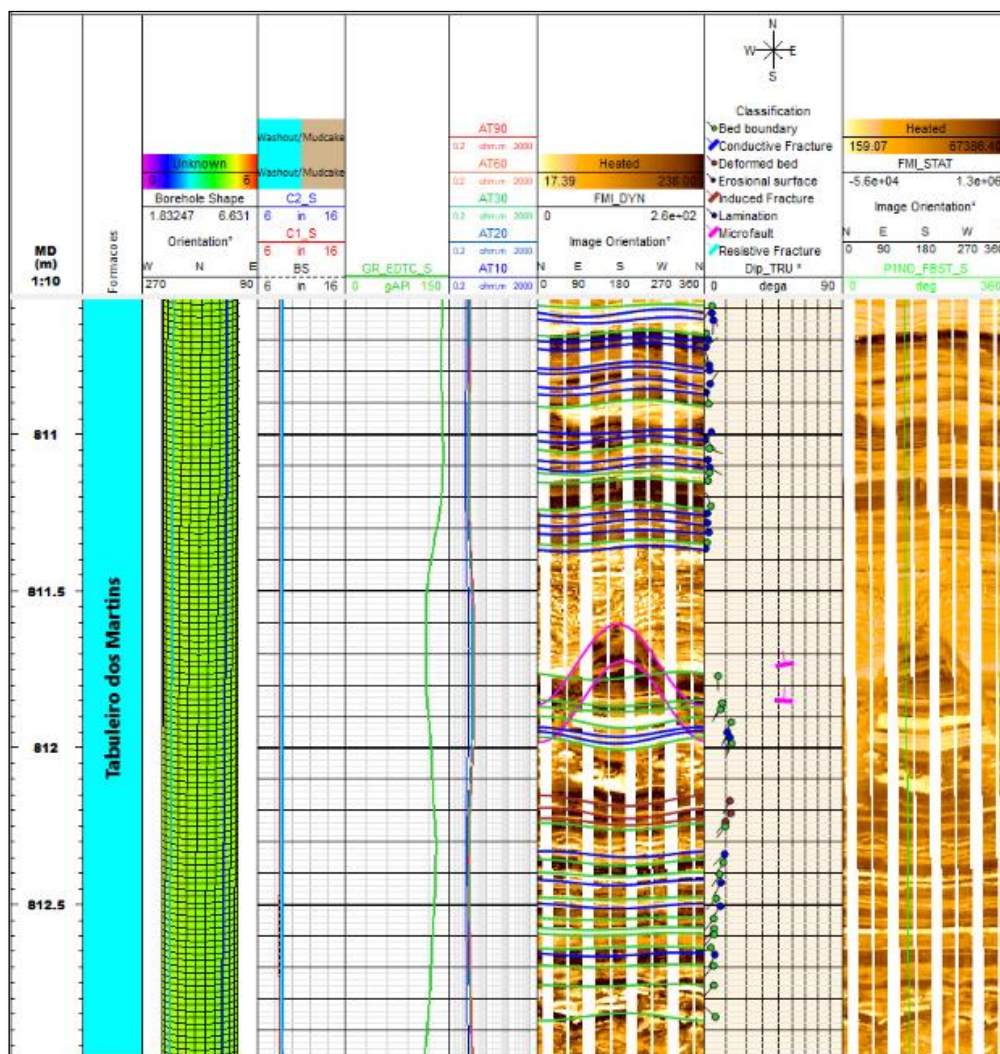 N
W E
S
Classification
Bed boundary
Conductive Fracture
Deformed bed
Erosional surface
Induced Fracture
Lamination
Microfault
Resistive Fracture
Dip_TRU *
0 dega 90
MD
(m)
1:10
Formacoes
Unknown
0 6
Borehole Shape
1.83247 6.631
Orientation*
W N E
270 90
Washout/Mudcake
Washout/Mudcake
C2_S
6 in 16
C1_S
6 in 16
BS
6 in 16
GR_EDTC_S
0 gAPI 150
AT90
0.2 ohm.m 2000
AT60
0.2 ohm.m 2000
AT30
0.2 ohm.m 2000
AT20
0.2 ohm.m 2000
AT10
0.2 ohm.m 2000
Heated
17.39
FMI_DYN
0 2.6e+02
Image Orientation*
N E S W N
0 90 180 270 360
Heated
159.07
FMI_STAT
-5.6e+04 1.3e+06
Image Orientation*
N E S W N
0 90 180 270 360
P1NO_FBST_S
0 deg 360
811
811.5
812
812.5
Tabuleiro dos Martins